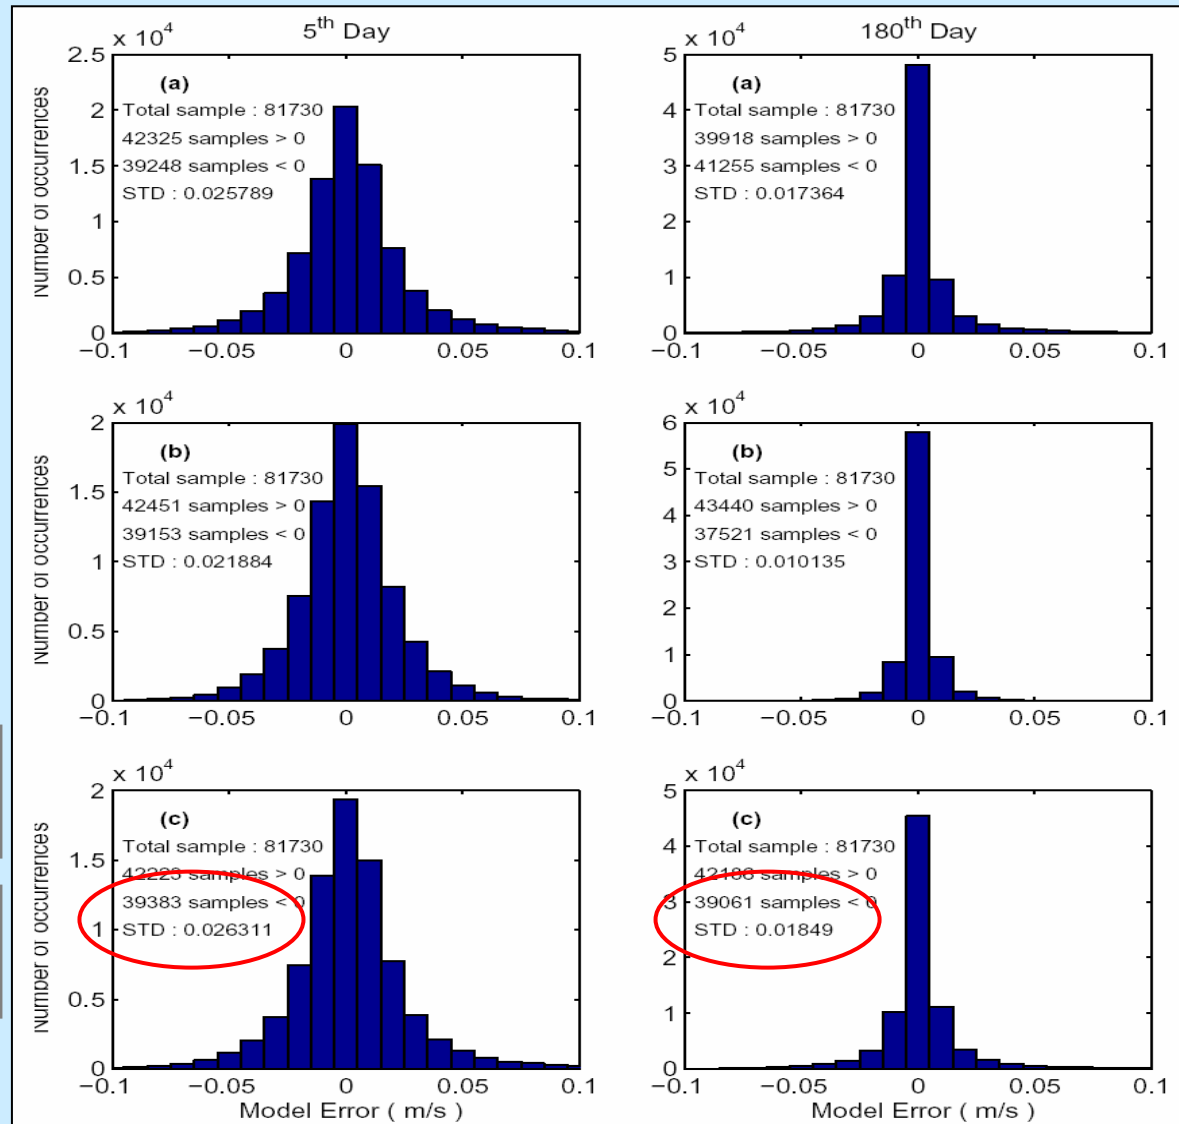 5th Day
x 10^4
2.5
2
1.5
1
0.5
0
Number of occurrences
(a)
Total sample : 81730
42325 samples > 0
39248 samples < 0
STD : 0.025789
−0.1
−0.05
0
0.05
0.1
180th Day
x 10^4
5
4
3
2
1
0
(a)
Total sample : 81730
39918 samples > 0
41255 samples < 0
STD : 0.017364
−0.1
−0.05
0
0.05
0.1
x 10^4
2
1.5
1
0.5
0
Number of occurrences
(b)
Total sample : 81730
42451 samples > 0
39153 samples < 0
STD : 0.021884
−0.1
−0.05
0
0.05
0.1
x 10^4
6
5
4
3
2
1
0
(b)
Total sample : 81730
43440 samples > 0
37521 samples < 0
STD : 0.010135
−0.1
−0.05
0
0.05
0.1
x 10^4
2
1.5
1
0.5
0
Number of occurrences
(c)
Total sample : 81730
42223 samples > 0
39383 samples < 0
STD : 0.026311
−0.1
−0.05
0
0.05
0.1
Model Error ( m/s )
x 10^4
5
4
3
2
1
0
(c)
Total sample : 81730
42186 samples > 0
39061 samples < 0
STD : 0.01849
−0.1
−0.05
0
0.05
0.1
Model Error ( m/s )